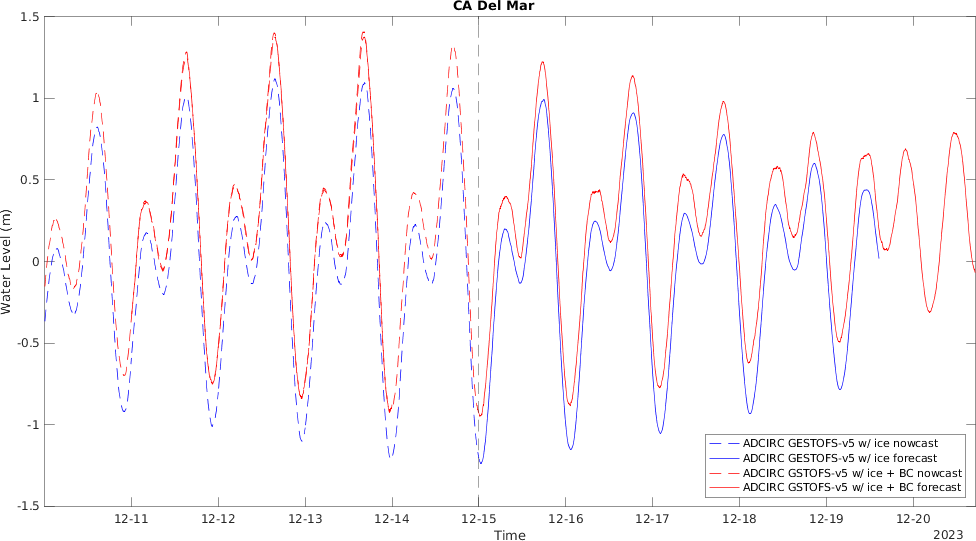 CA Del Mar
1.5
1
0.5
0
-0.5
-1
-1.5
Water Level (m)
12-11 12-12 12-13 12-14 12-15 12-16 12-17 12-18 12-19 12-20
Time
2023
ADCIRC GESTOFS-v5 w/ ice nowcast
ADCIRC GESTOFS-v5 w/ ice forecast
ADCIRC GSTOFS-v5 w/ ice + BC nowcast
ADCIRC GSTOFS-v5 w/ ice + BC forecast